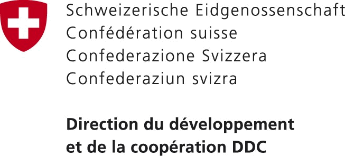 Schweizerische Eidgenossenschaft
Confédération suisse
Confederazione Svizzera
Confederaziun svizra
Direction du développement
et de la coopération DDC